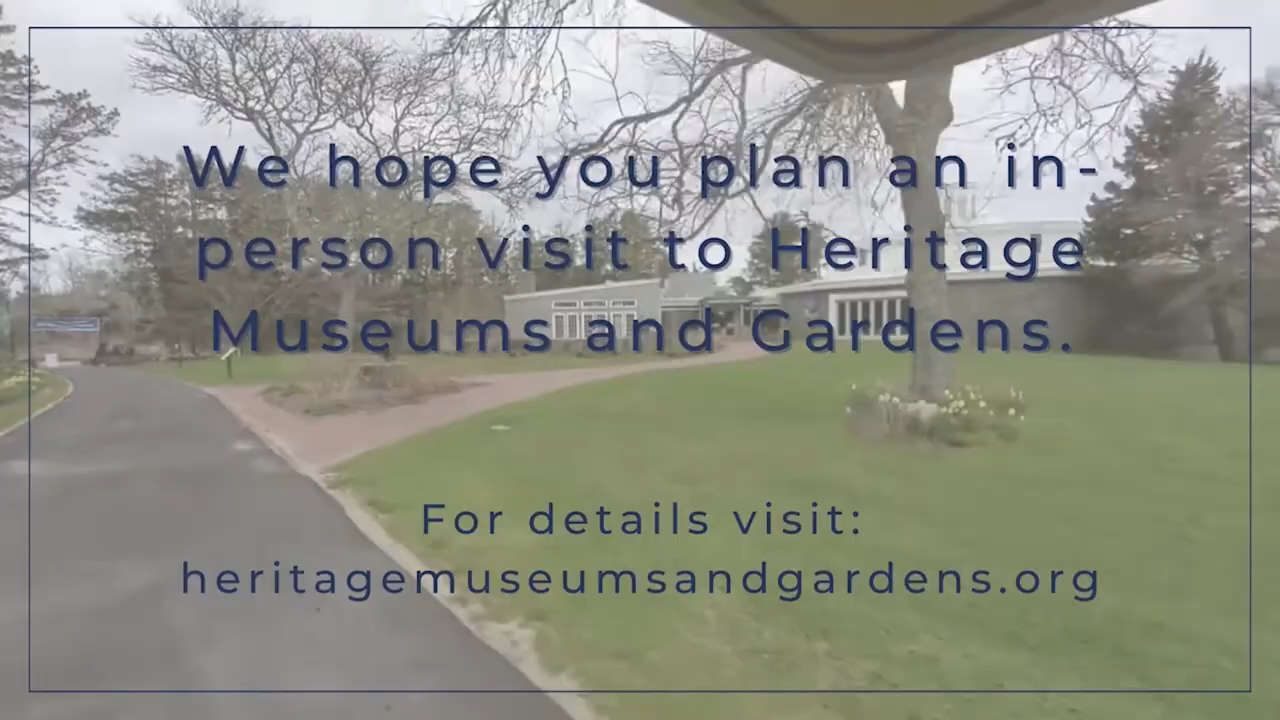 We hope you plan an in-
person visit to Heritage
Museums and Gardens.
For details visit:
heritagemuseumsandgardens.org